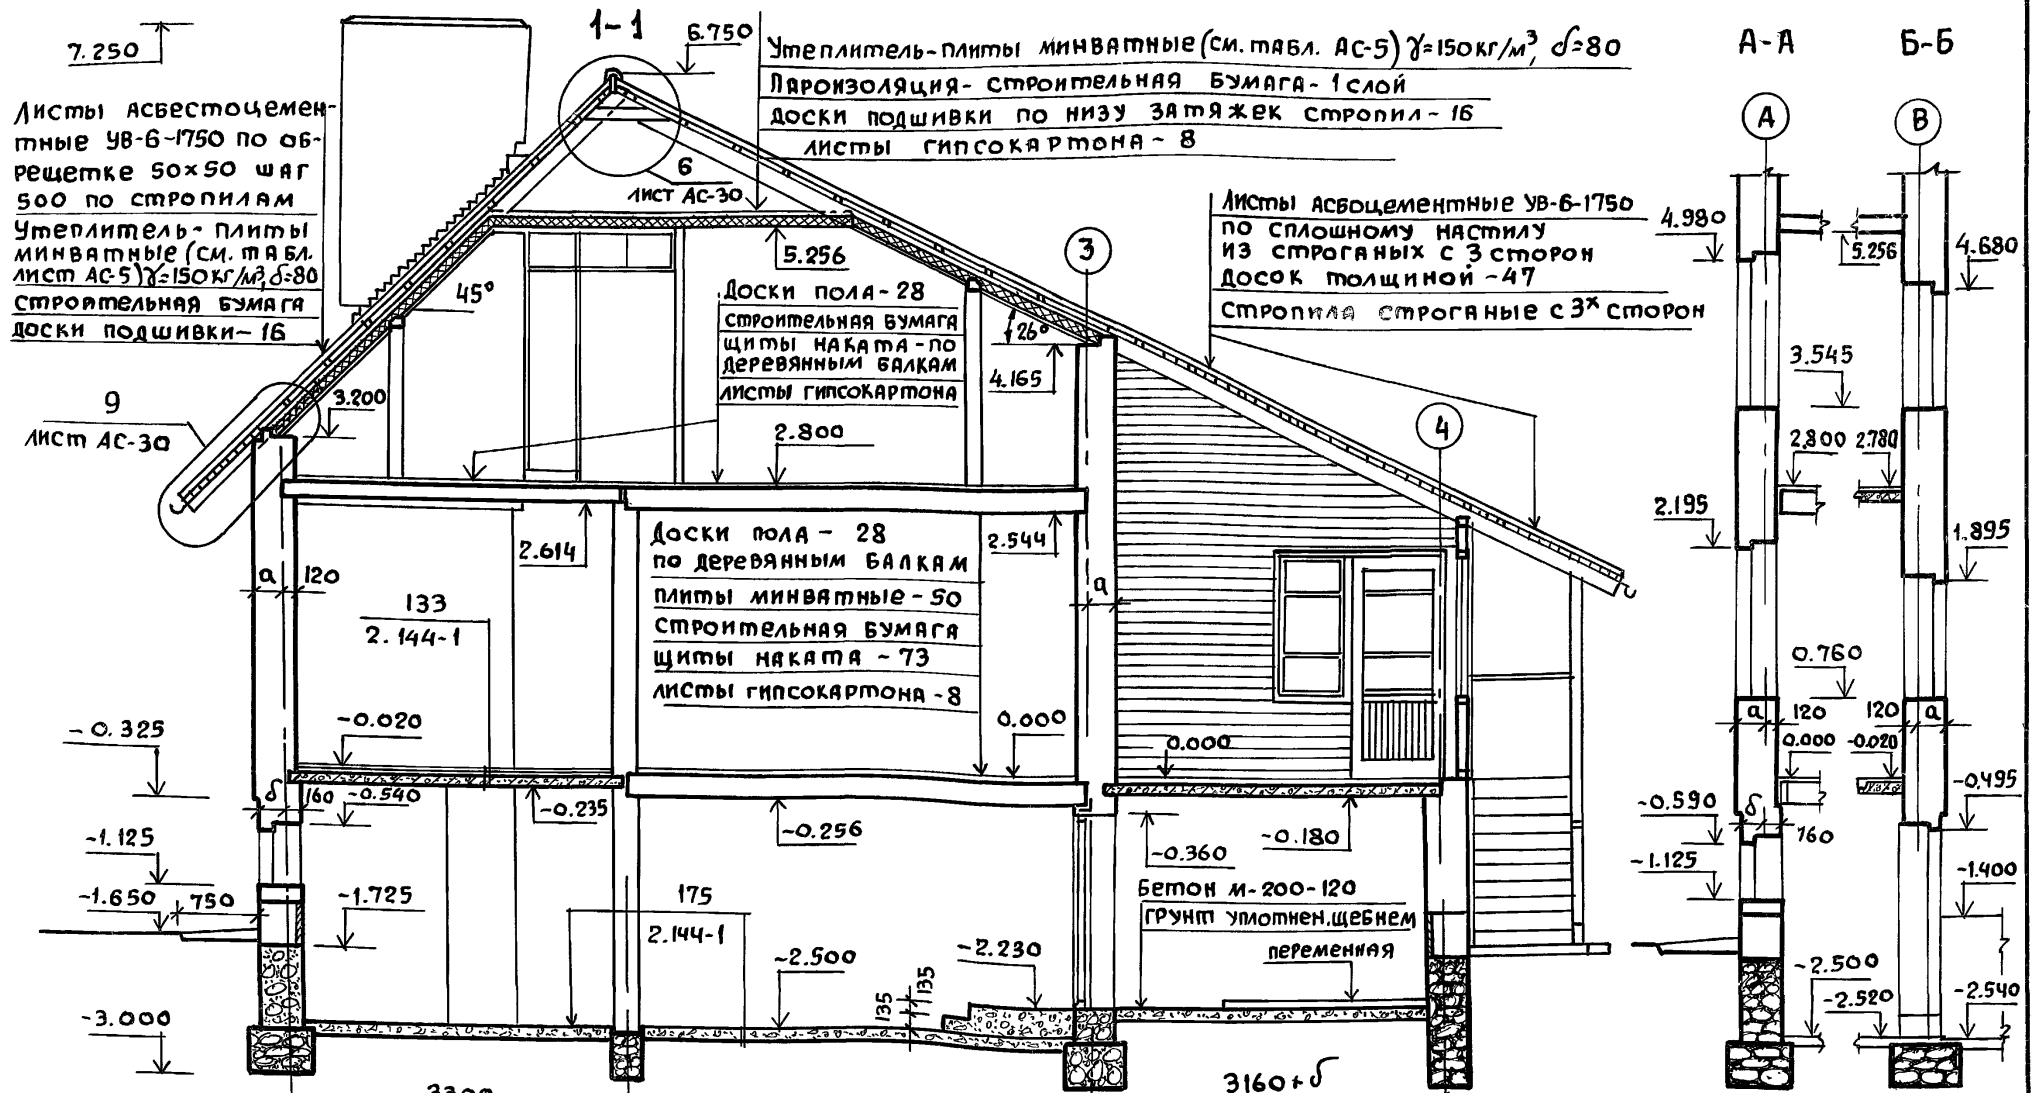 7.250
1-1
6.750
Утеплитель-плиты минватные (см. табл. АС-5) γ=150кг/м³, δ=80
Пароизоляция- строительная бумага- 1 слой
Доски подшивки по низу затяжек стропил-16
Листы гипсокартона-8
А-А
Б-Б
Листы асбестоцемен-
тные УВ-6-1750 по об-
решетке 50×50 шаг
500 по стропилам
Утеплитель- плиты
минватные (см. табл.
лист АС-5) γ=150кг/м³, δ=80
строительная бумага
доски подшивки-16
6
лист АС-30
А
В
Листы асбоцементные УВ-6-1750
по сплошному настилу
из строганых с 3 сторон
досок толщиной -47
Стропила строганые с 3х сторон
4.980
5.256
4.680
5.256
3
45°
Доски пола-28
строительная бумага
щиты наката-по
деревянным балкам
листы гипсокартона
26°
4.165
3.545
9
лист АС-30
3.200
4
2.800
2.800
2.780
2.614
2.544
2.195
1.895
Доски пола - 28
по деревянным балкам
плиты минватные-50
строительная бумага
щиты наката -73
листы гипсокартона-8
а
120
133
2.144-1
а
0.760
-0.325
-0.020
0.000
0.000
а
120
120
а
0.000
-0.020
δ
160
-0.540
-0.235
-0.256
-0.360
-0.180
-0.590
δ
160
-0.495
-1.125
-1.125
-1.400
-1.650
750
-1.725
175
2.144-1
Бетон М-200-120
Грунт уплотнен.щебнем
переменная
-2.500
135
135
-2.230
-2.500
-2.520
-2.540
-3.000
3300
3160+δ